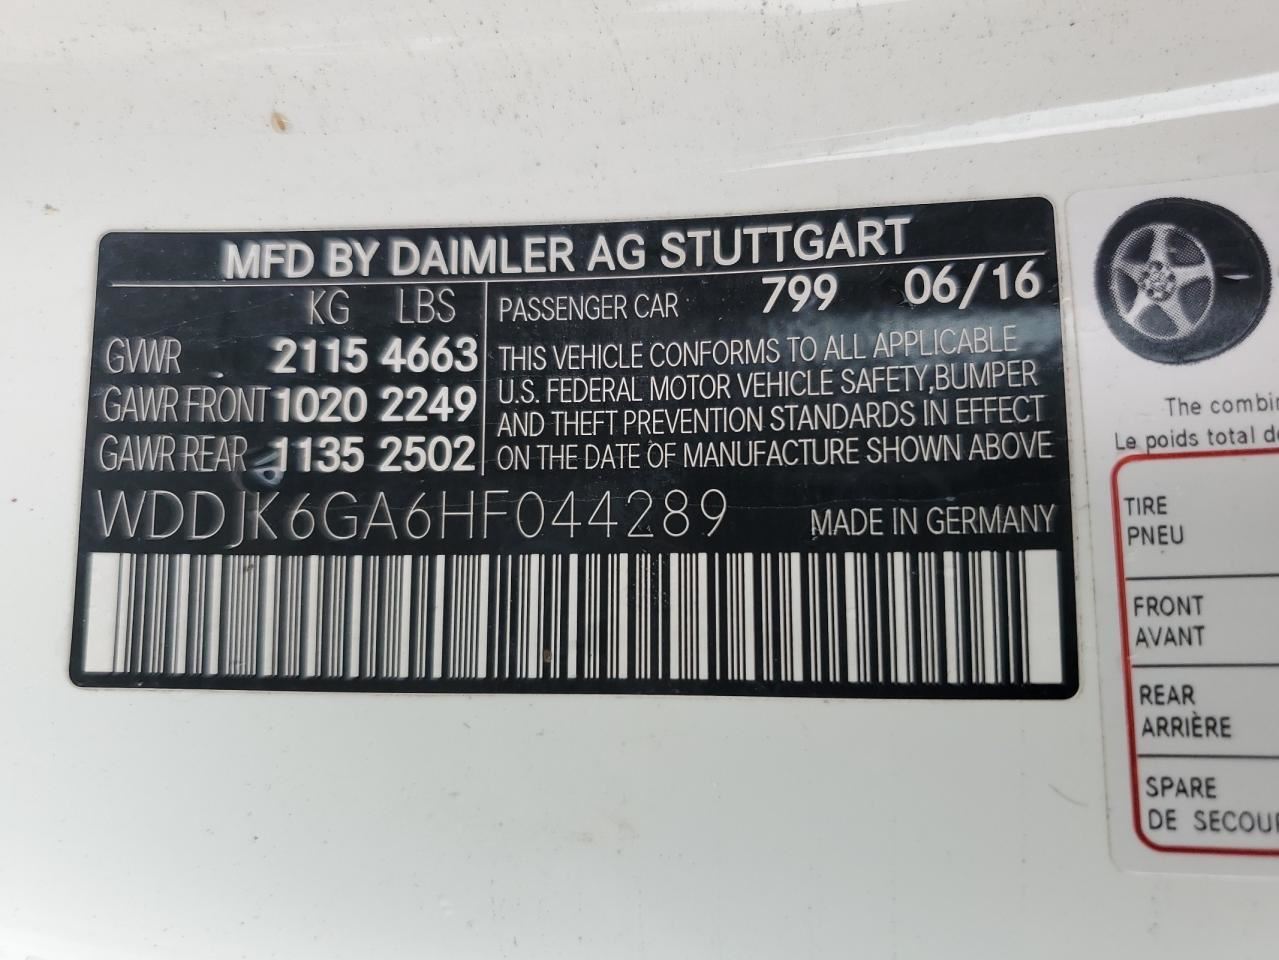 MFD BY DAIMLER AG STUTTGART
KG LBS
GVWR 2115 4663
GAWR FRONT 1020 2249
GAWR REAR 1135 2502
PASSENGER CAR 799 06/16
THIS VEHICLE CONFORMS TO ALL APPLICABLE
U.S. FEDERAL MOTOR VEHICLE SAFETY, BUMPER
AND THEFT PREVENTION STANDARDS IN EFFECT
ON THE DATE OF MANUFACTURE SHOWN ABOVE
WDDJK6GA6HF044289 MADE IN GERMANY
The
Le poids total
TIRE
PNEU
FRONT
AVANT
REAR
ARRIÈRE
SPARE
DE